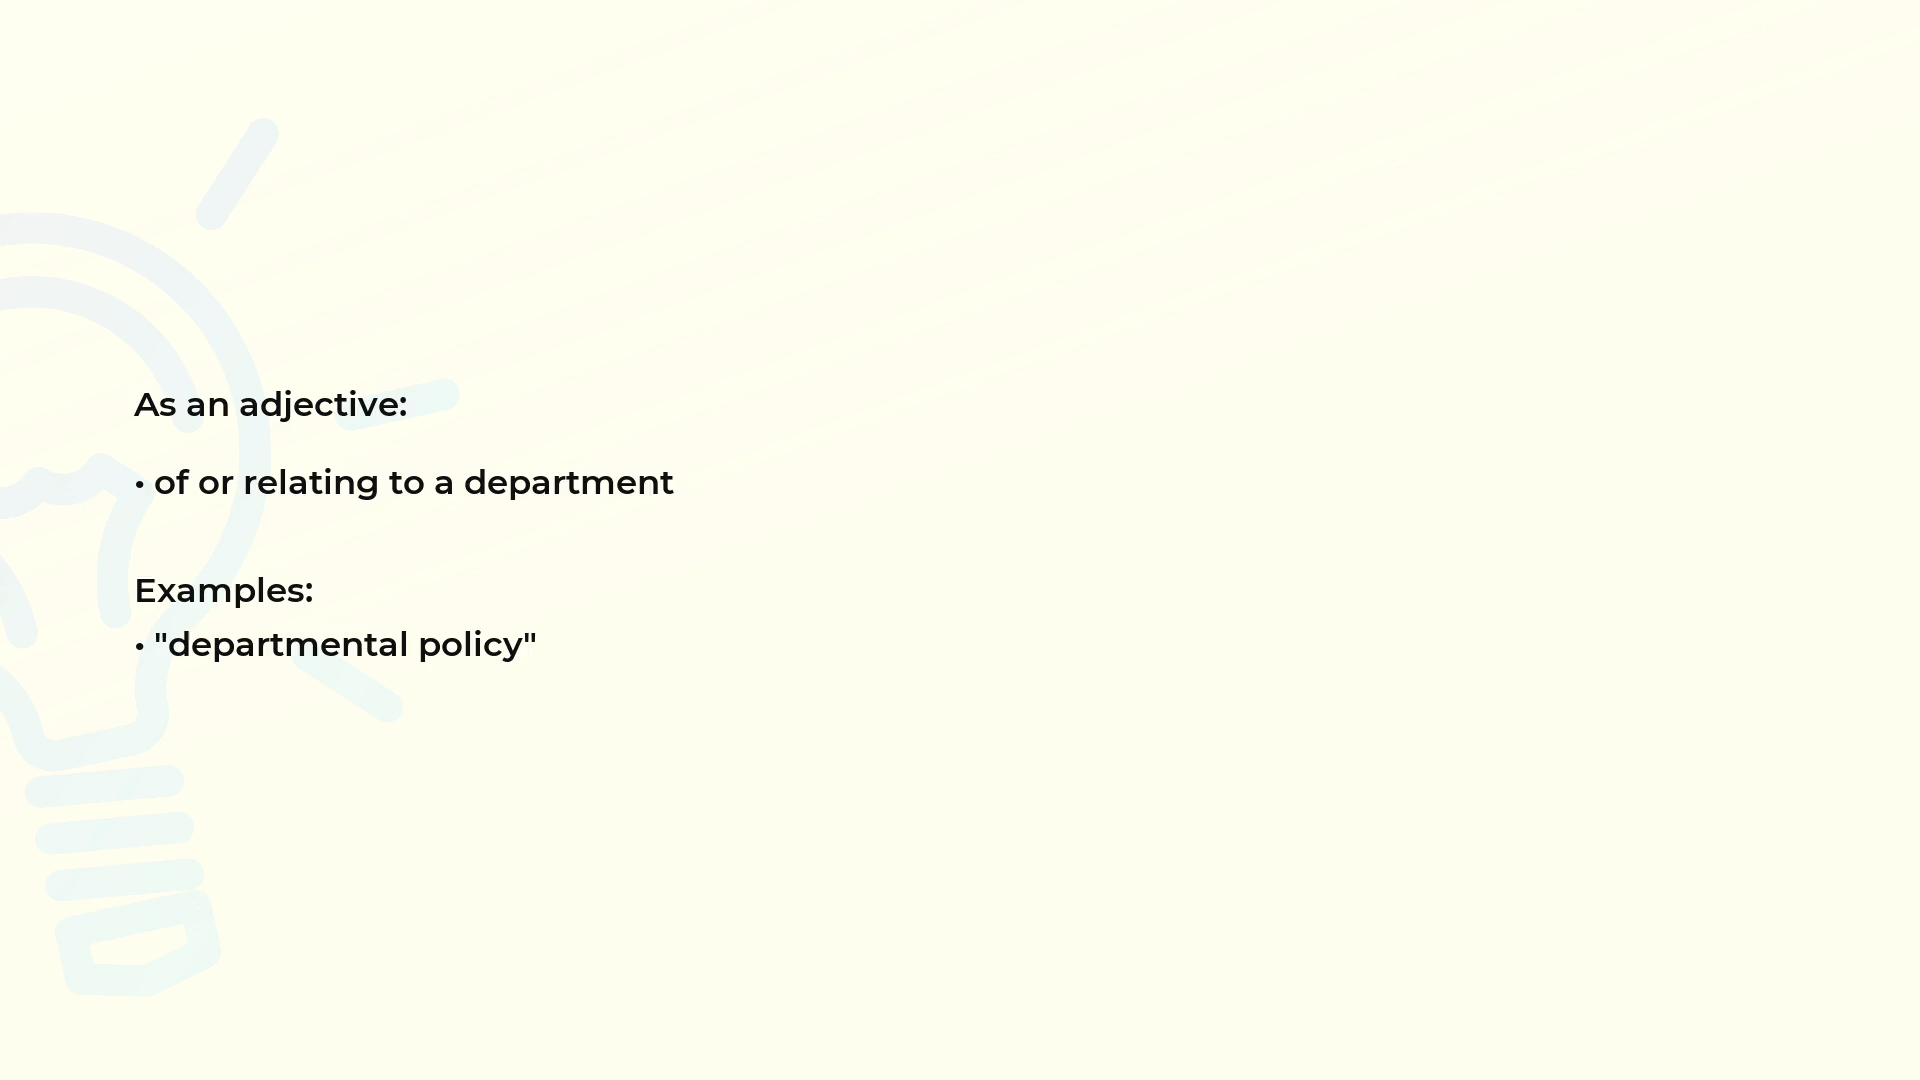 As an adjective:
• of or relating to a department
Examples:
• "departmental policy"